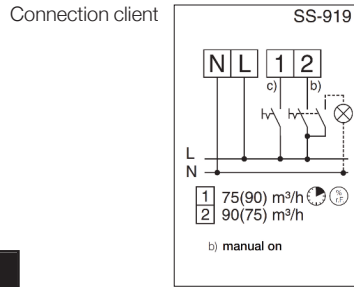 Connection client
SS-919
N L 1 2
c) b)
L
N
1 75(90) m³/h % r.F.
2 90(75) m³/h
b) manual on